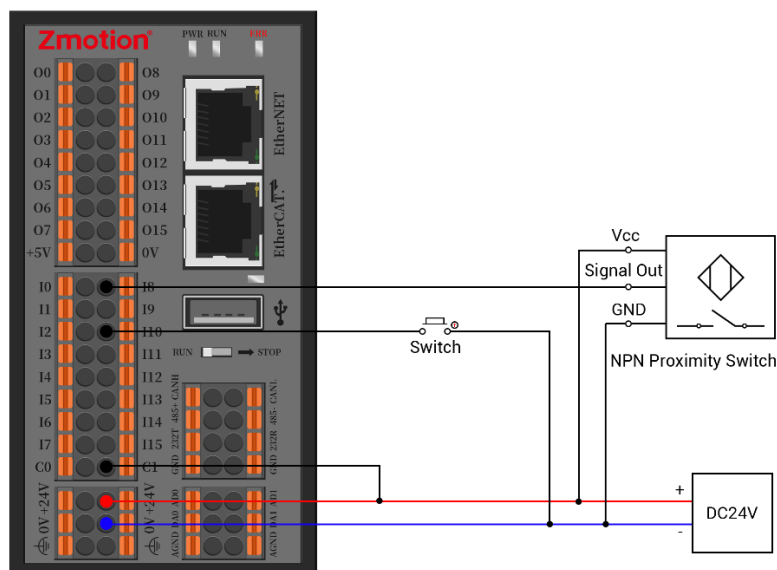 Zmotion®
PWR RUN ERR
O0 O8
O1 O9
O2 O10
O3 O11
O4 O12
O5 O13
O6 O14
O7 O15
+5V 0V
EtherNET
EtherCAT.
I0 I8
I1 I9
I2 I10
I3 I11
I4 I12
I5 I13
I6 I14
I7 I15
C0 C1
RUN STOP
485+ CANH 485- CANL
GND 232T GND 232R
0V +24V 0V +24V
AGND DA0 AD0 AGND DA1 AD1
Switch
Vcc
Signal Out
GND
NPN Proximity Switch
+
DC24V
-